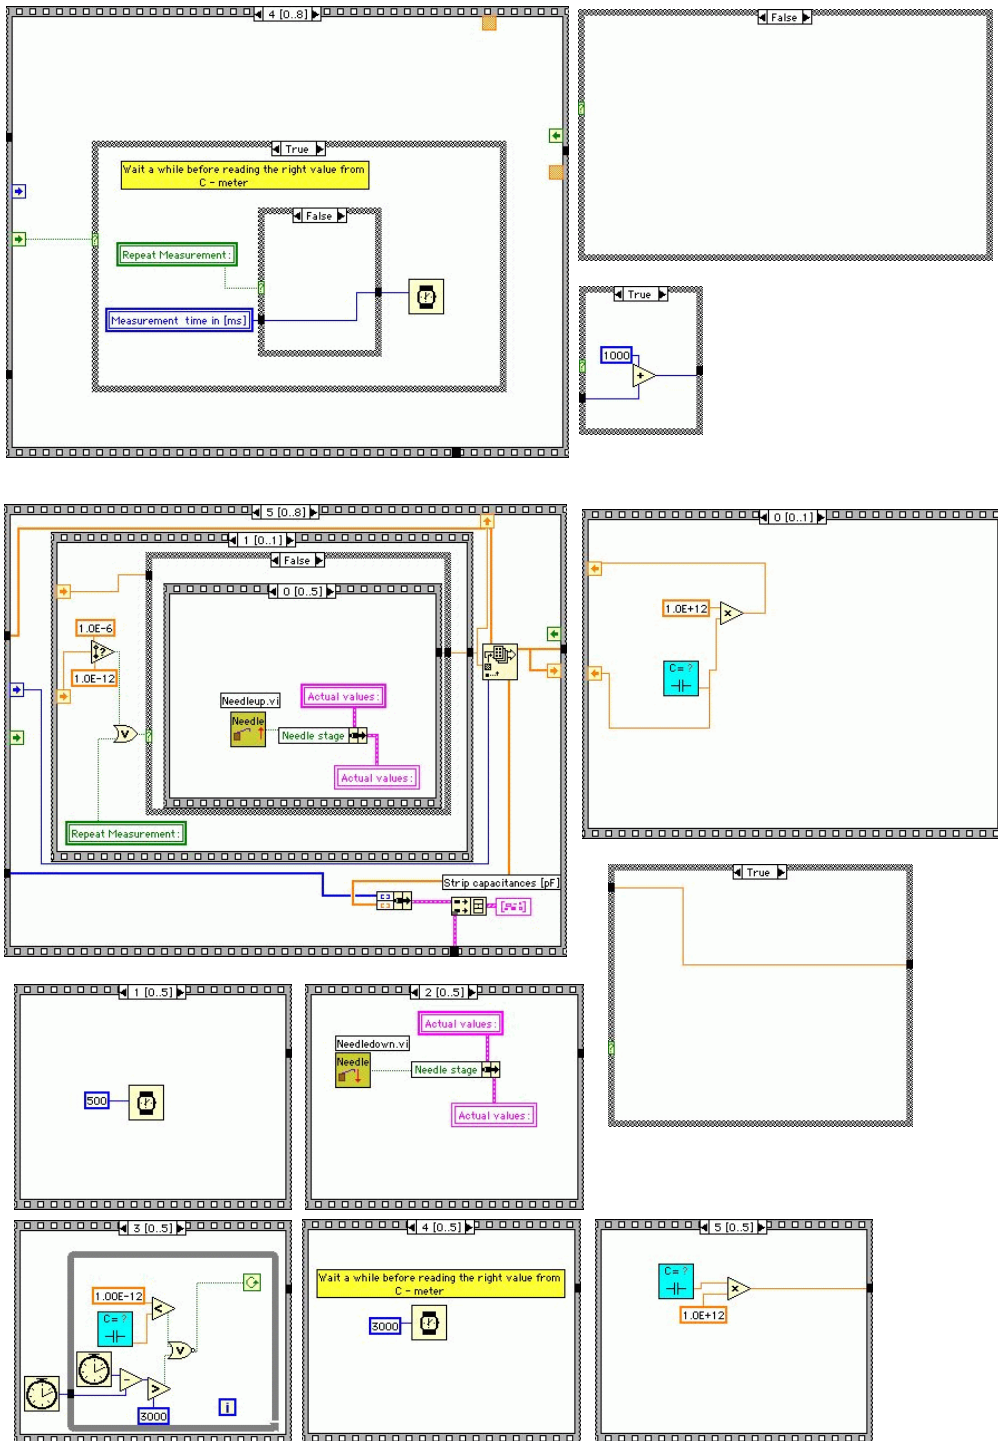 4 [0..8]
True
Wait a while before reading the right value from
C - meter
False
Repeat Measurement:
Measurement time in [ms]
False
True
1000
+
5 [0..8]
1 [0..1]
False
0 [0..5]
1.0E-6
?
1.0E-12
V
Needleup.vi
Needle
Actual values:
Needle stage
Actual values:
Repeat Measurement:
Strip capacitances [pF]
0 [0..1]
1.0E+12
x
C= ?
True
1 [0..5]
500
2 [0..5]
Actual values:
Needledown.vi
Needle
Needle stage
Actual values:
3 [0..5]
1.00E-12
<
C= ?
V
-
>
3000
i
4 [0..5]
Wait a while before reading the right value from
C - meter
3000
5 [0..5]
C= ?
x
1.0E+12